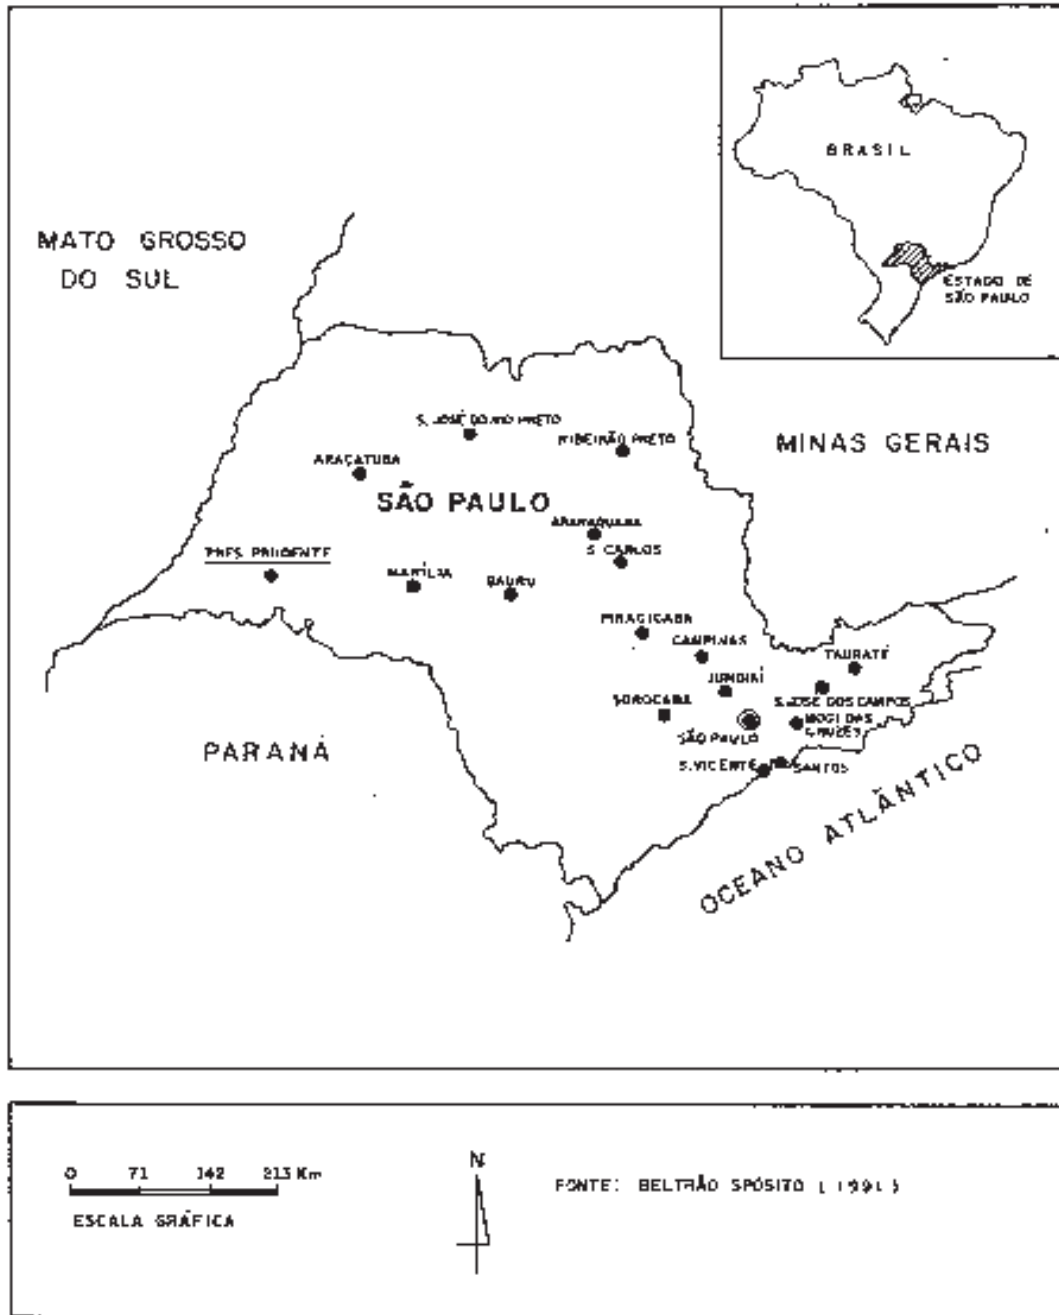 BRASIL
ESTAGO DE
SÃO PAULO
MATO GROSSO
DO SUL
MINAS GERAIS
S. JOSÉ DO RIO PRETO
RIBEIRÃO PRETO
ARAÇATUBA
SÃO PAULO
ARARAQUARA
S. CARLOS
PRES. PRUDENTE
MARÍLIA
BAURU
PIRACICABA
CAMPINAS
TAUBATÉ
JUNDIAÍ
SOROCABA
S. JOSÉ DOS CAMPOS
MOGI DAS
CRUZES
SÃO PAULO
S. VICENTE
SANTOS
PARANÁ
OCEANO ATLÂNTICO
0 71 142 213 Km
ESCALA GRÁFICA
N
FONTE: BELTRÃO SPÓSITO (1991)